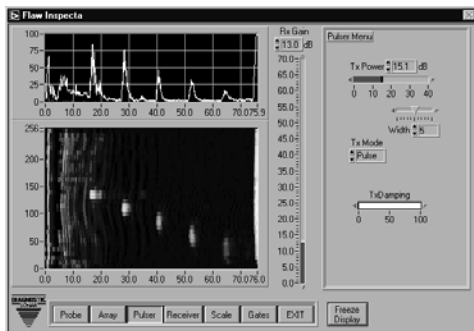 Flaw Inspecta
100-
75-
50-
25-
0-
0.0 10.0 20.0 30.0 40.0 50.0 60.0 70.075.9
256-
200-
150-
100-
50-
0-
0.0 10.0 20.0 30.0 40.0 50.0 60.0 70.076.0
Rx Gain
13.0 dB
70.0-
65.0-
60.0-
55.0-
50.0-
45.0-
40.0-
35.0-
30.0-
25.0-
20.0-
15.0-
10.0-
5.0-
0.0-
Pulser Menu
Tx Power 15.1 dB
0 10 20 30 40
Width
Tx Mode
Pulse
TxDamping
0 50 100
DIAGNOSTIC
Probe Array Pulser Receiver Scale Gates EXIT
Freeze
Display